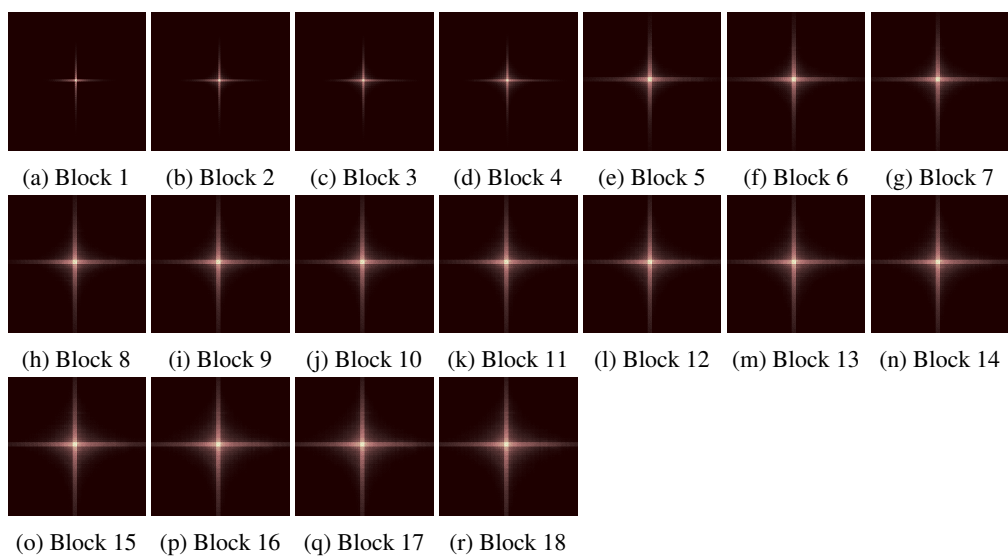 (a) Block 1 (b) Block 2 (c) Block 3 (d) Block 4 (e) Block 5 (f) Block 6 (g) Block 7
(h) Block 8 (i) Block 9 (j) Block 10 (k) Block 11 (l) Block 12 (m) Block 13 (n) Block 14
(o) Block 15 (p) Block 16 (q) Block 17 (r) Block 18